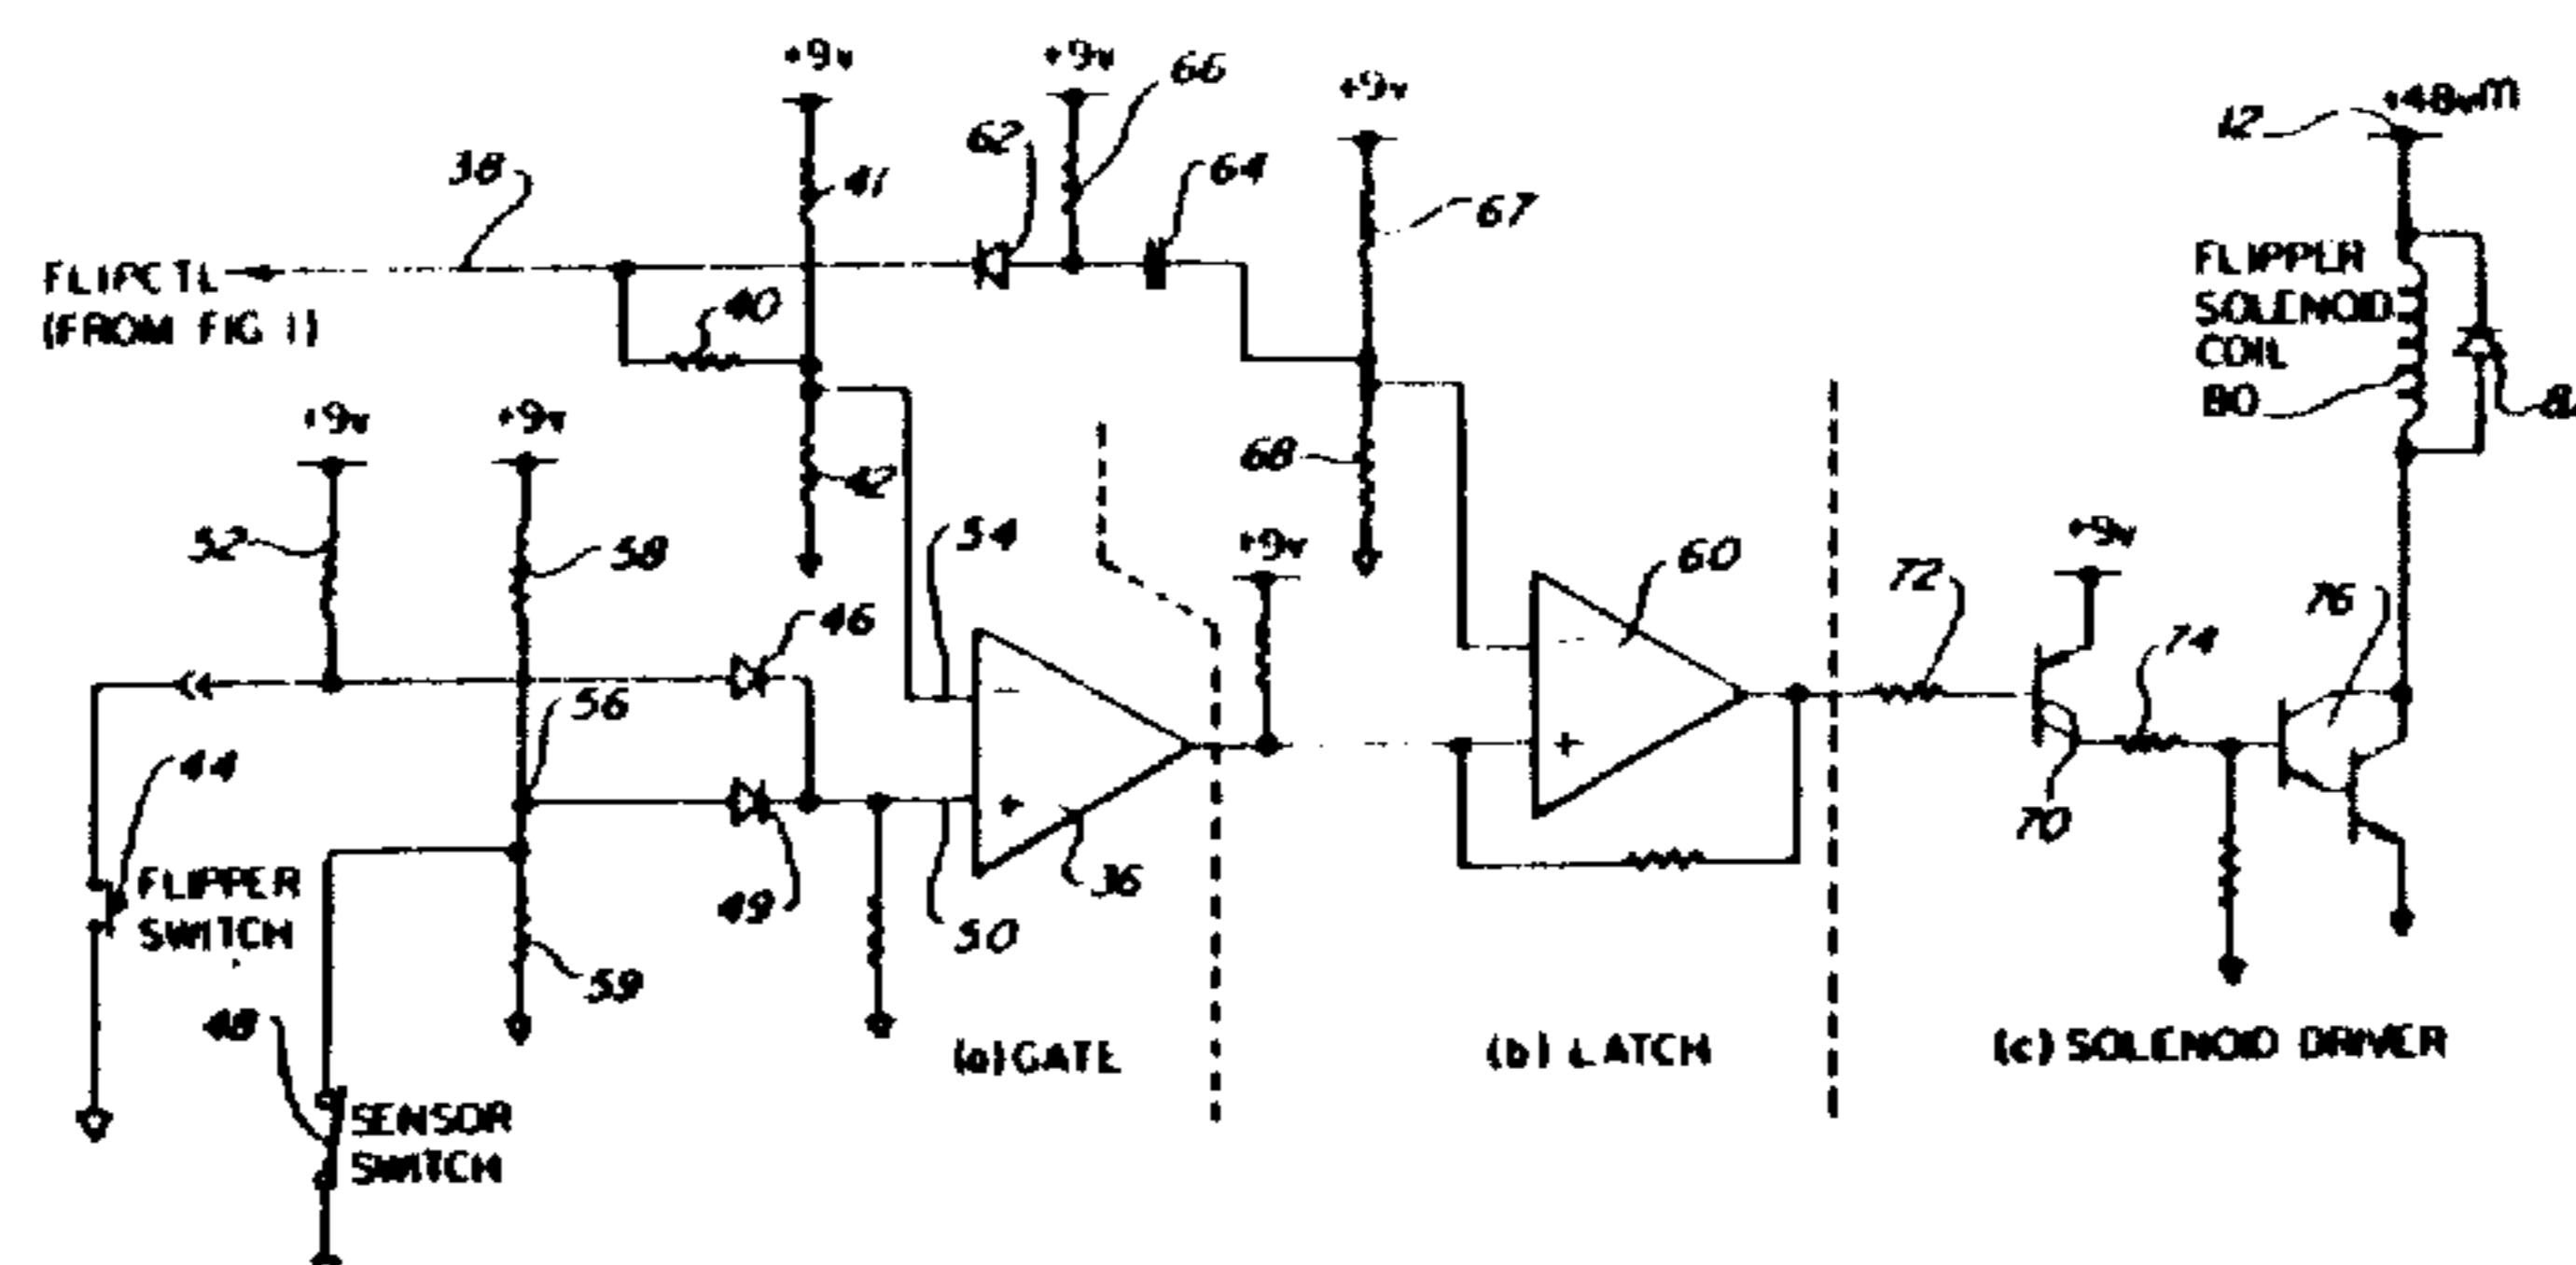 +9v
+9v
66
+9v
+48vm
12
62
38
41
64
67
FLIPCTL
(FROM FIG 1)
40
FLIPPER
SOLENOID
COIL
80
+9v
+9v
42
68
52
58
54
+9v
60
72
+9v
76
46
74
56
−
−
44
+
+
70
FLIPPER
SWITCH
49
36
50
59
48
(a) GATE
(b) LATCH
(c) SOLENOID DRIVER
SENSOR
SWITCH